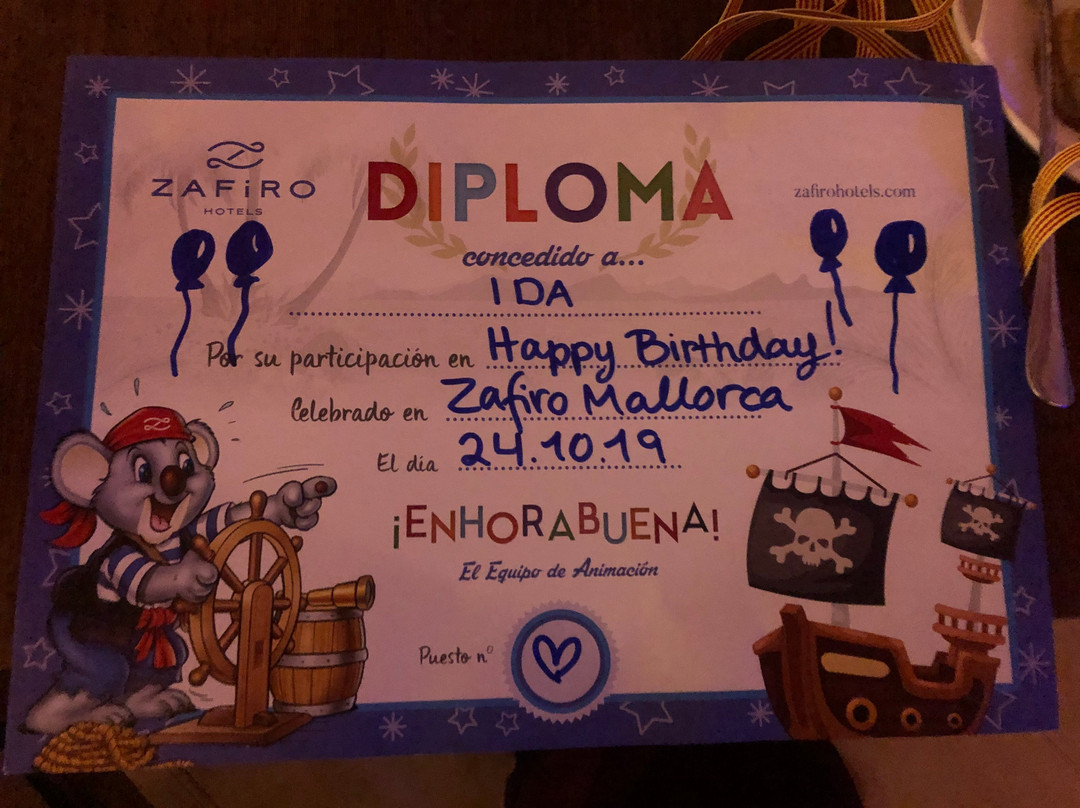 ZAFiRO
HOTELS
DIPLOMA
zafirohotels.com
concedido a...
IDA
Por su participación en Happy Birthday!
Celebrado en Zafiro Mallorca
El día 24.10.19
¡ENHORABUENA!
El Equipo de Animación
Puesto nº